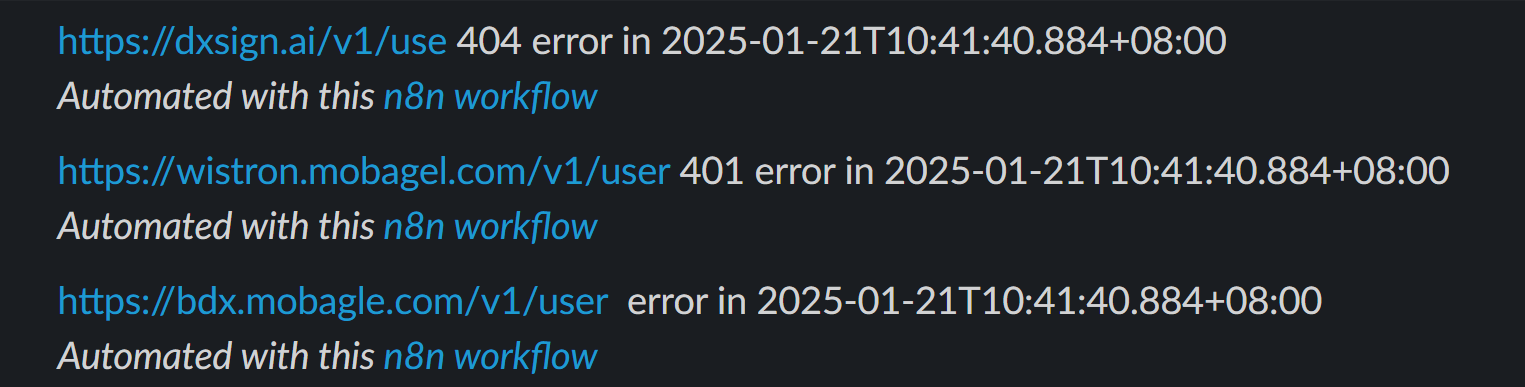 https://dxsign.ai/v1/use 404 error in 2025-01-21T10:41:40.884+08:00
Automated with this n8n workflow
https://wistron.mobagel.com/v1/user 401 error in 2025-01-21T10:41:40.884+08:00
Automated with this n8n workflow
https://bdx.mobagle.com/v1/user  error in 2025-01-21T10:41:40.884+08:00
Automated with this n8n workflow